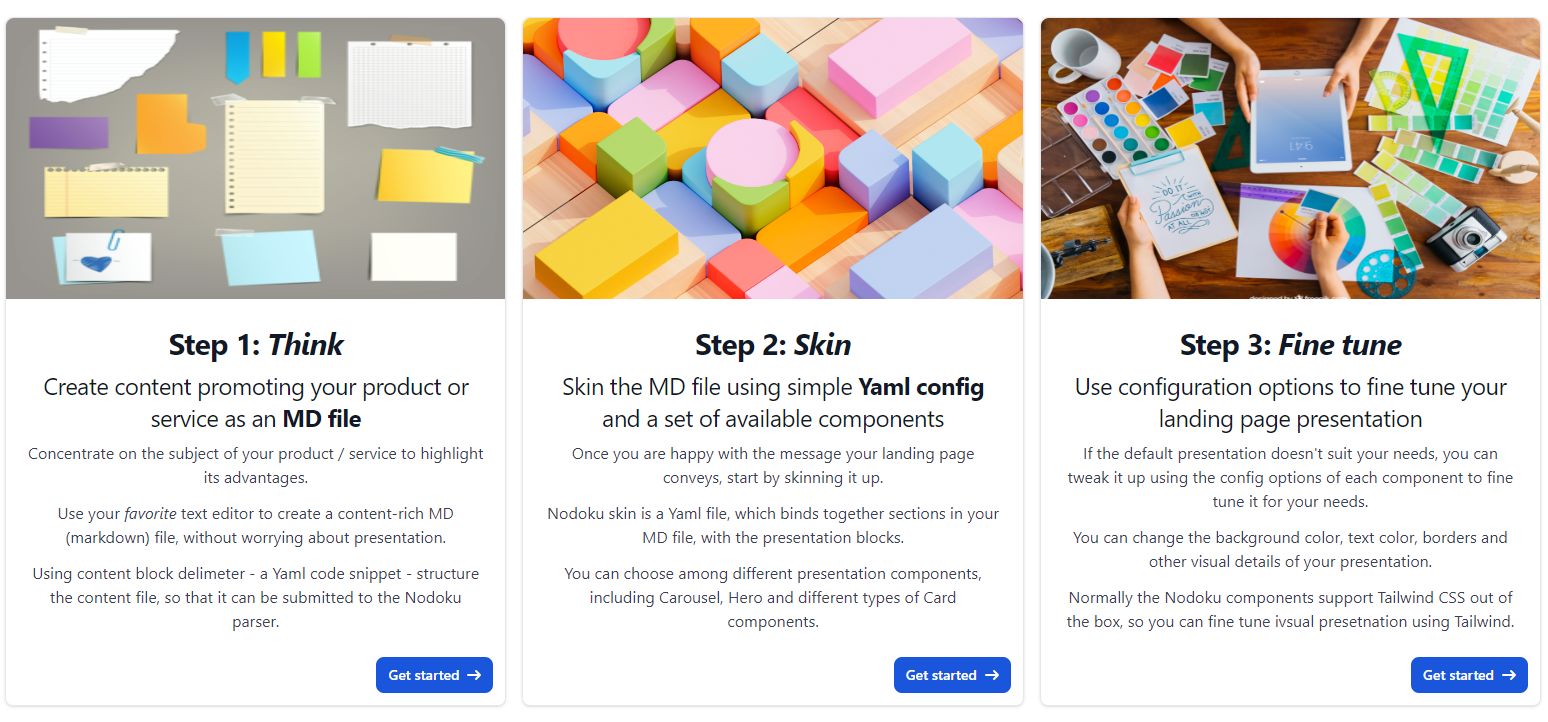 Step 1: Think
Create content promoting your product or
service as an MD file
Concentrate on the subject of your product / service to highlight
its advantages.
Use your favorite text editor to create a content-rich MD
(markdown) file, without worrying about presentation.
Using content block delimeter - a Yaml code snippet - structure
the content file, so that it can be submitted to the Nodoku
parser.
Get started
Step 2: Skin
Skin the MD file using simple Yaml config
and a set of available components
Once you are happy with the message your landing page
conveys, start by skinning it up.
Nodoku skin is a Yaml file, which binds together sections in your
MD file, with the presentation blocks.
You can choose among different presentation components,
including Carousel, Hero and different types of Card
components.
Get started
9:41
DO IT
WITH
Passion
OR NOT
AT ALL
designed by freepik.com
Step 3: Fine tune
Use configuration options to fine tune your
landing page presentation
If the default presentation doesn't suit your needs, you can
tweak it up using the config options of each component to fine
tune it for your needs.
You can change the background color, text color, borders and
other visual details of your presentation.
Normally the Nodoku components support Tailwind CSS out of
the box, so you can fine tune ivsual presetnation using Tailwind.
Get started